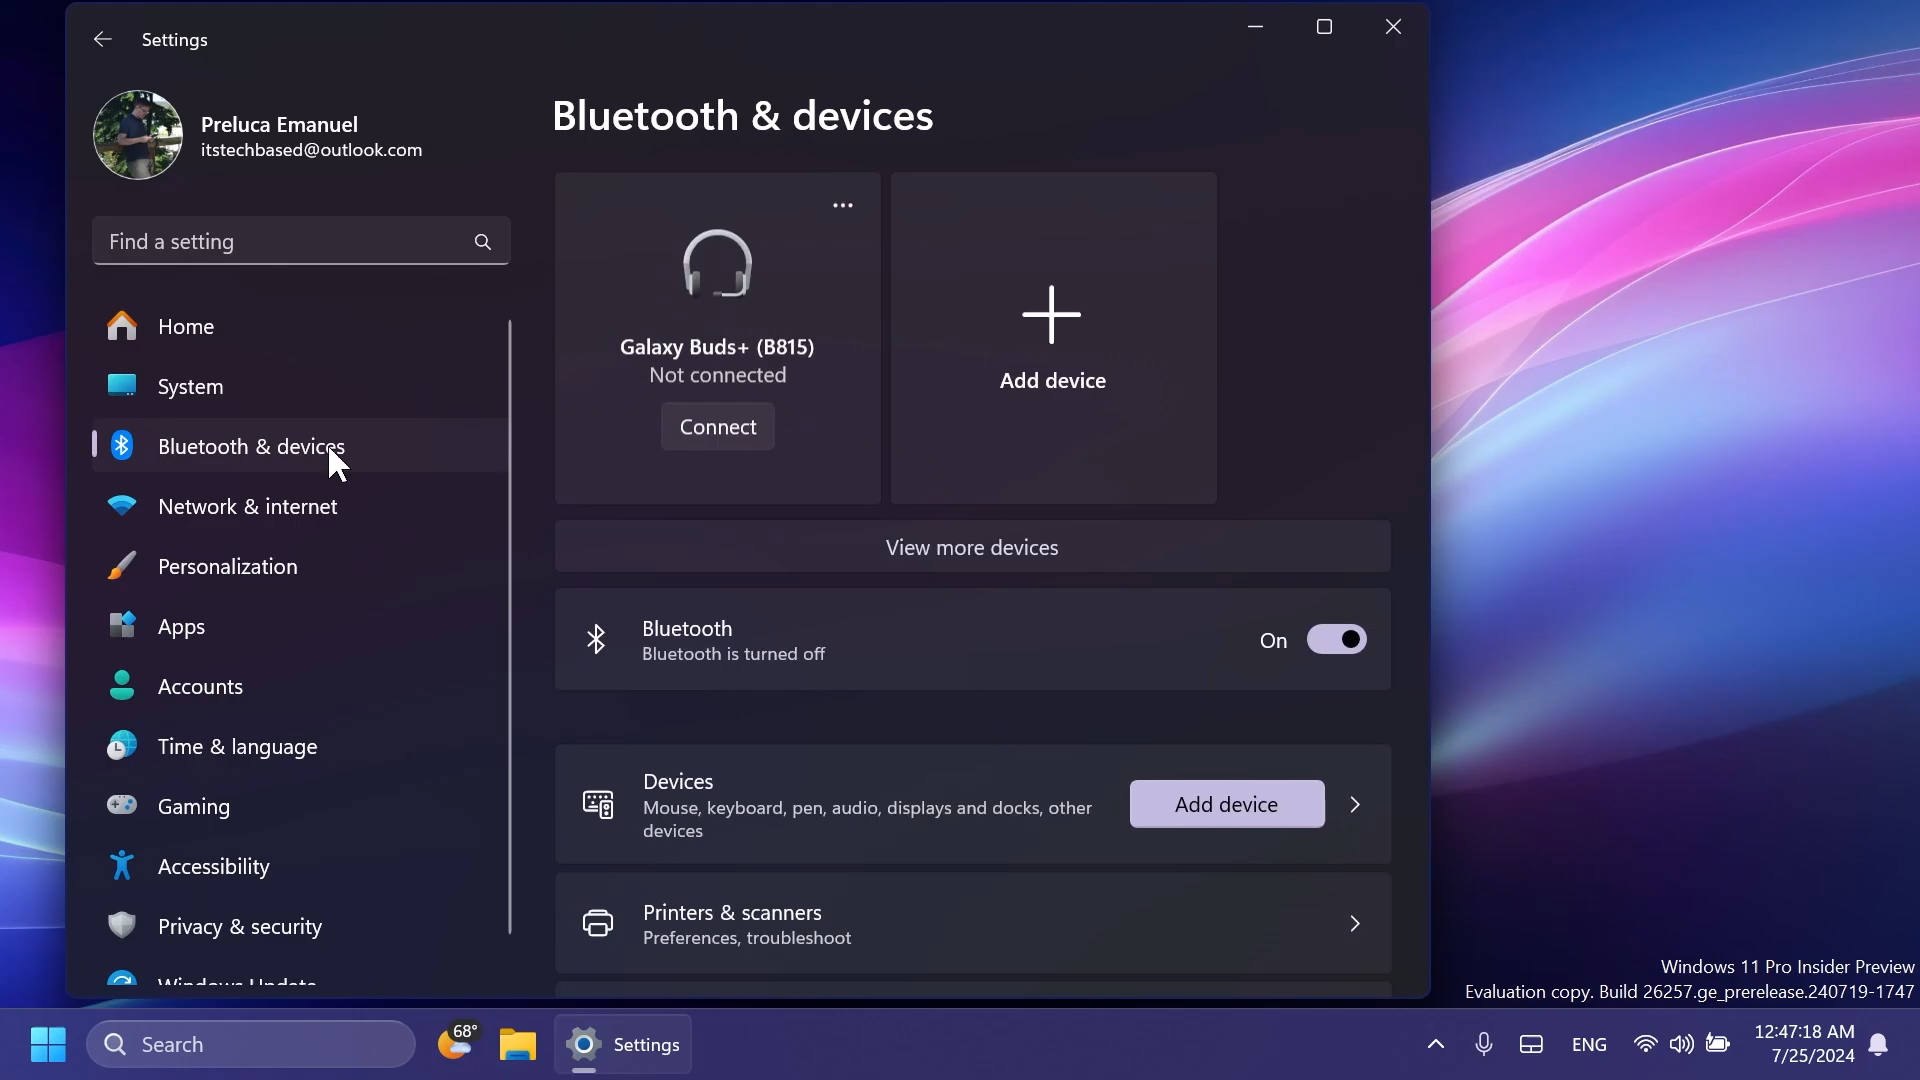 Settings
Preluca Emanuel
itstechbased@outlook.com
Find a setting
Home
System
Bluetooth & devices
Network & internet
Personalization
Apps
Accounts
Time & language
Gaming
Accessibility
Privacy & security
Windows Update
Bluetooth & devices
Galaxy Buds+ (B815)
Not connected
Connect
Add device
View more devices
Bluetooth
Bluetooth is turned off
On
Devices
Mouse, keyboard, pen, audio, displays and docks, other
devices
Add device
Printers & scanners
Preferences, troubleshoot
Windows 11 Pro Insider Preview
Evaluation copy. Build 26257.ge_prerelease.240719-1747
Search
68°
Settings
ENG
12:47:18 AM
7/25/2024